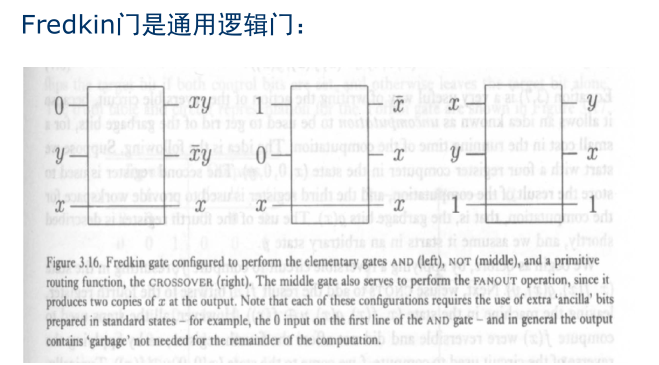 Fredkin门是通用逻辑门：
0 xy 1 x̄ x y
y x̄y 0 x y x
x x x x 1 1
Figure 3.16. Fredkin gate configured to perform the elementary gates AND (left), NOT (middle), and a primitive
routing function, the CROSSOVER (right). The middle gate also serves to perform the FANOUT operation, since it
produces two copies of x at the output. Note that each of these configurations requires the use of extra ‘ancilla’ bits
prepared in standard states – for example, the 0 input on the first line of the AND gate – and in general the output
contains ‘garbage’ not needed for the remainder of the computation.